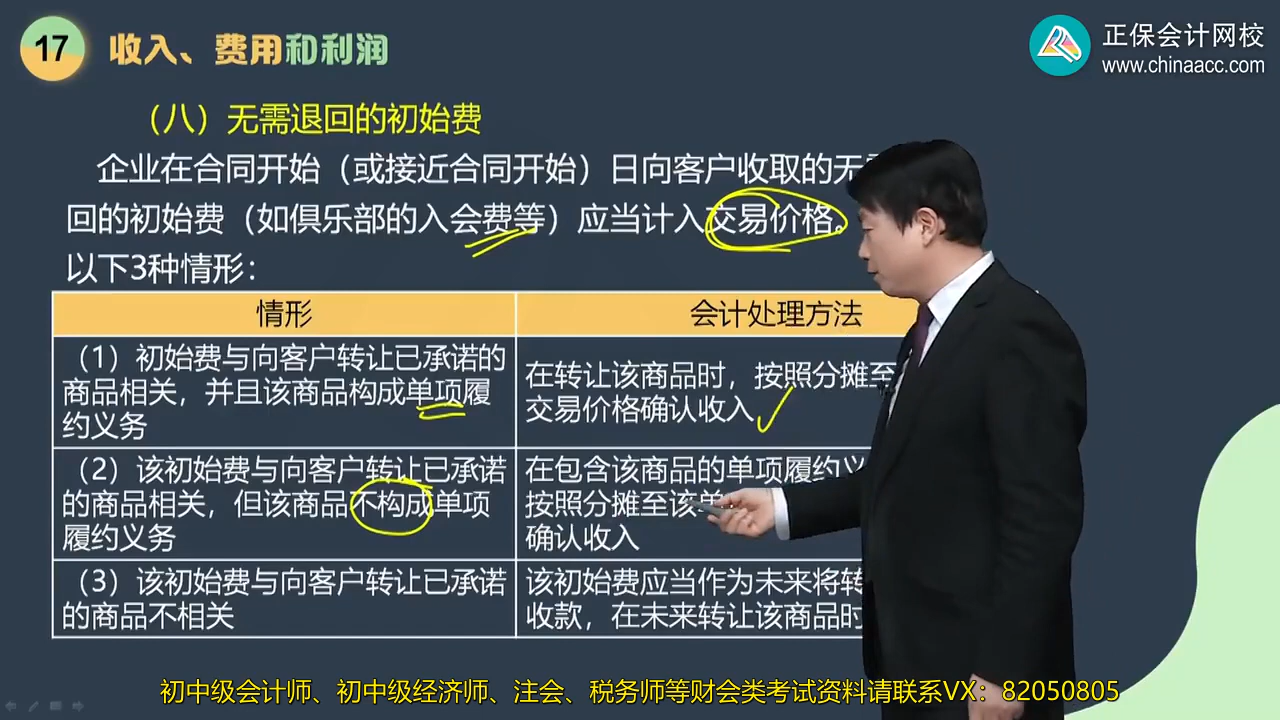 17 收入、费用和利润
正保会计网校
www.chinaacc.com
（八）无需退回的初始费
企业在合同开始（或接近合同开始）日向客户收取的无
回的初始费（如俱乐部的入会费等）应当计入交易价格。
以下3种情形：
情形
会计处理方法
（1）初始费与向客户转让已承诺的
商品相关，并且该商品构成单项履
约义务
在转让该商品时，按照分摊至
交易价格确认收入
（2）该初始费与向客户转让已承诺
的商品相关，但该商品不构成单项
履约义务
在包含该商品的单项履约义
按照分摊至该单
确认收入
（3）该初始费与向客户转让已承诺
的商品不相关
该初始费应当作为未来将转
收款，在未来转让该商品时
初中级会计师、初中级经济师、注会、税务师等财会类考试资料请联系VX：82050805